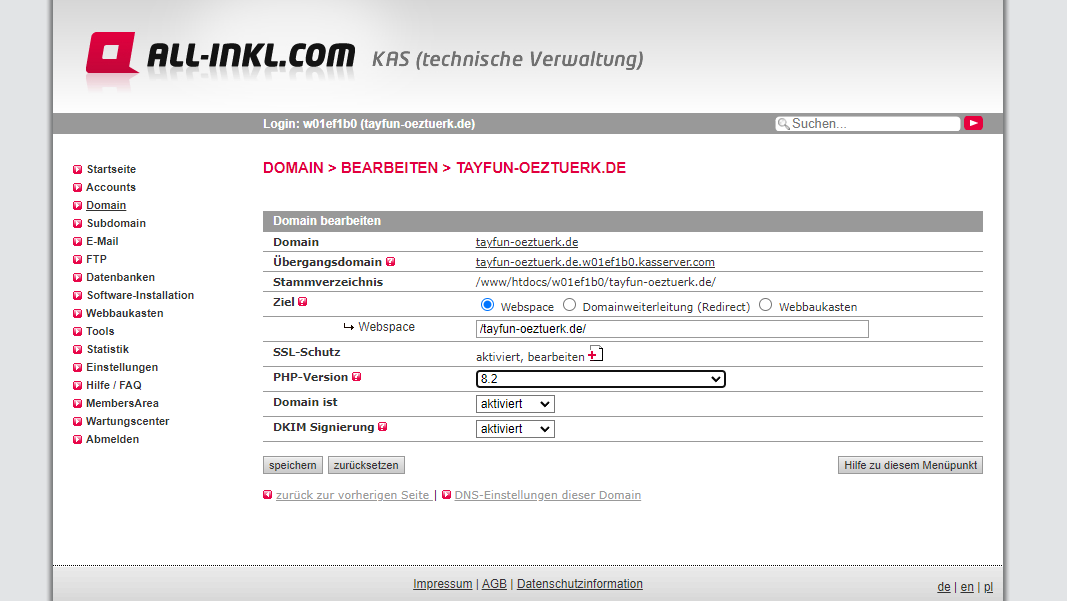 ALL-INKL.COM KAS (technische Verwaltung)
Login: w01ef1b0 (tayfun-oeztuerk.de) Suchen...
Startseite
Accounts
Domain
Subdomain
E-Mail
FTP
Datenbanken
Software-Installation
Webbaukasten
Tools
Statistik
Einstellungen
Hilfe / FAQ
MembersArea
Wartungscenter
Abmelden
DOMAIN > BEARBEITEN > TAYFUN-OEZTUERK.DE
Domain bearbeiten
Domain tayfun-oeztuerk.de
Übergangsdomain ? tayfun-oeztuerk.de.w01ef1b0.kasserver.com
Stammverzeichnis /www/htdocs/w01ef1b0/tayfun-oeztuerk.de/
Ziel ? Webspace Domainweiterleitung (Redirect) Webbaukasten
Webspace /tayfun-oeztuerk.de/
SSL-Schutz aktiviert, bearbeiten
PHP-Version ? 8.2
Domain ist aktiviert
DKIM Signierung ? aktiviert
speichern zurücksetzen Hilfe zu diesem Menüpunkt
zurück zur vorherigen Seite | DNS-Einstellungen dieser Domain
Impressum | AGB | Datenschutzinformation
de | en | pl